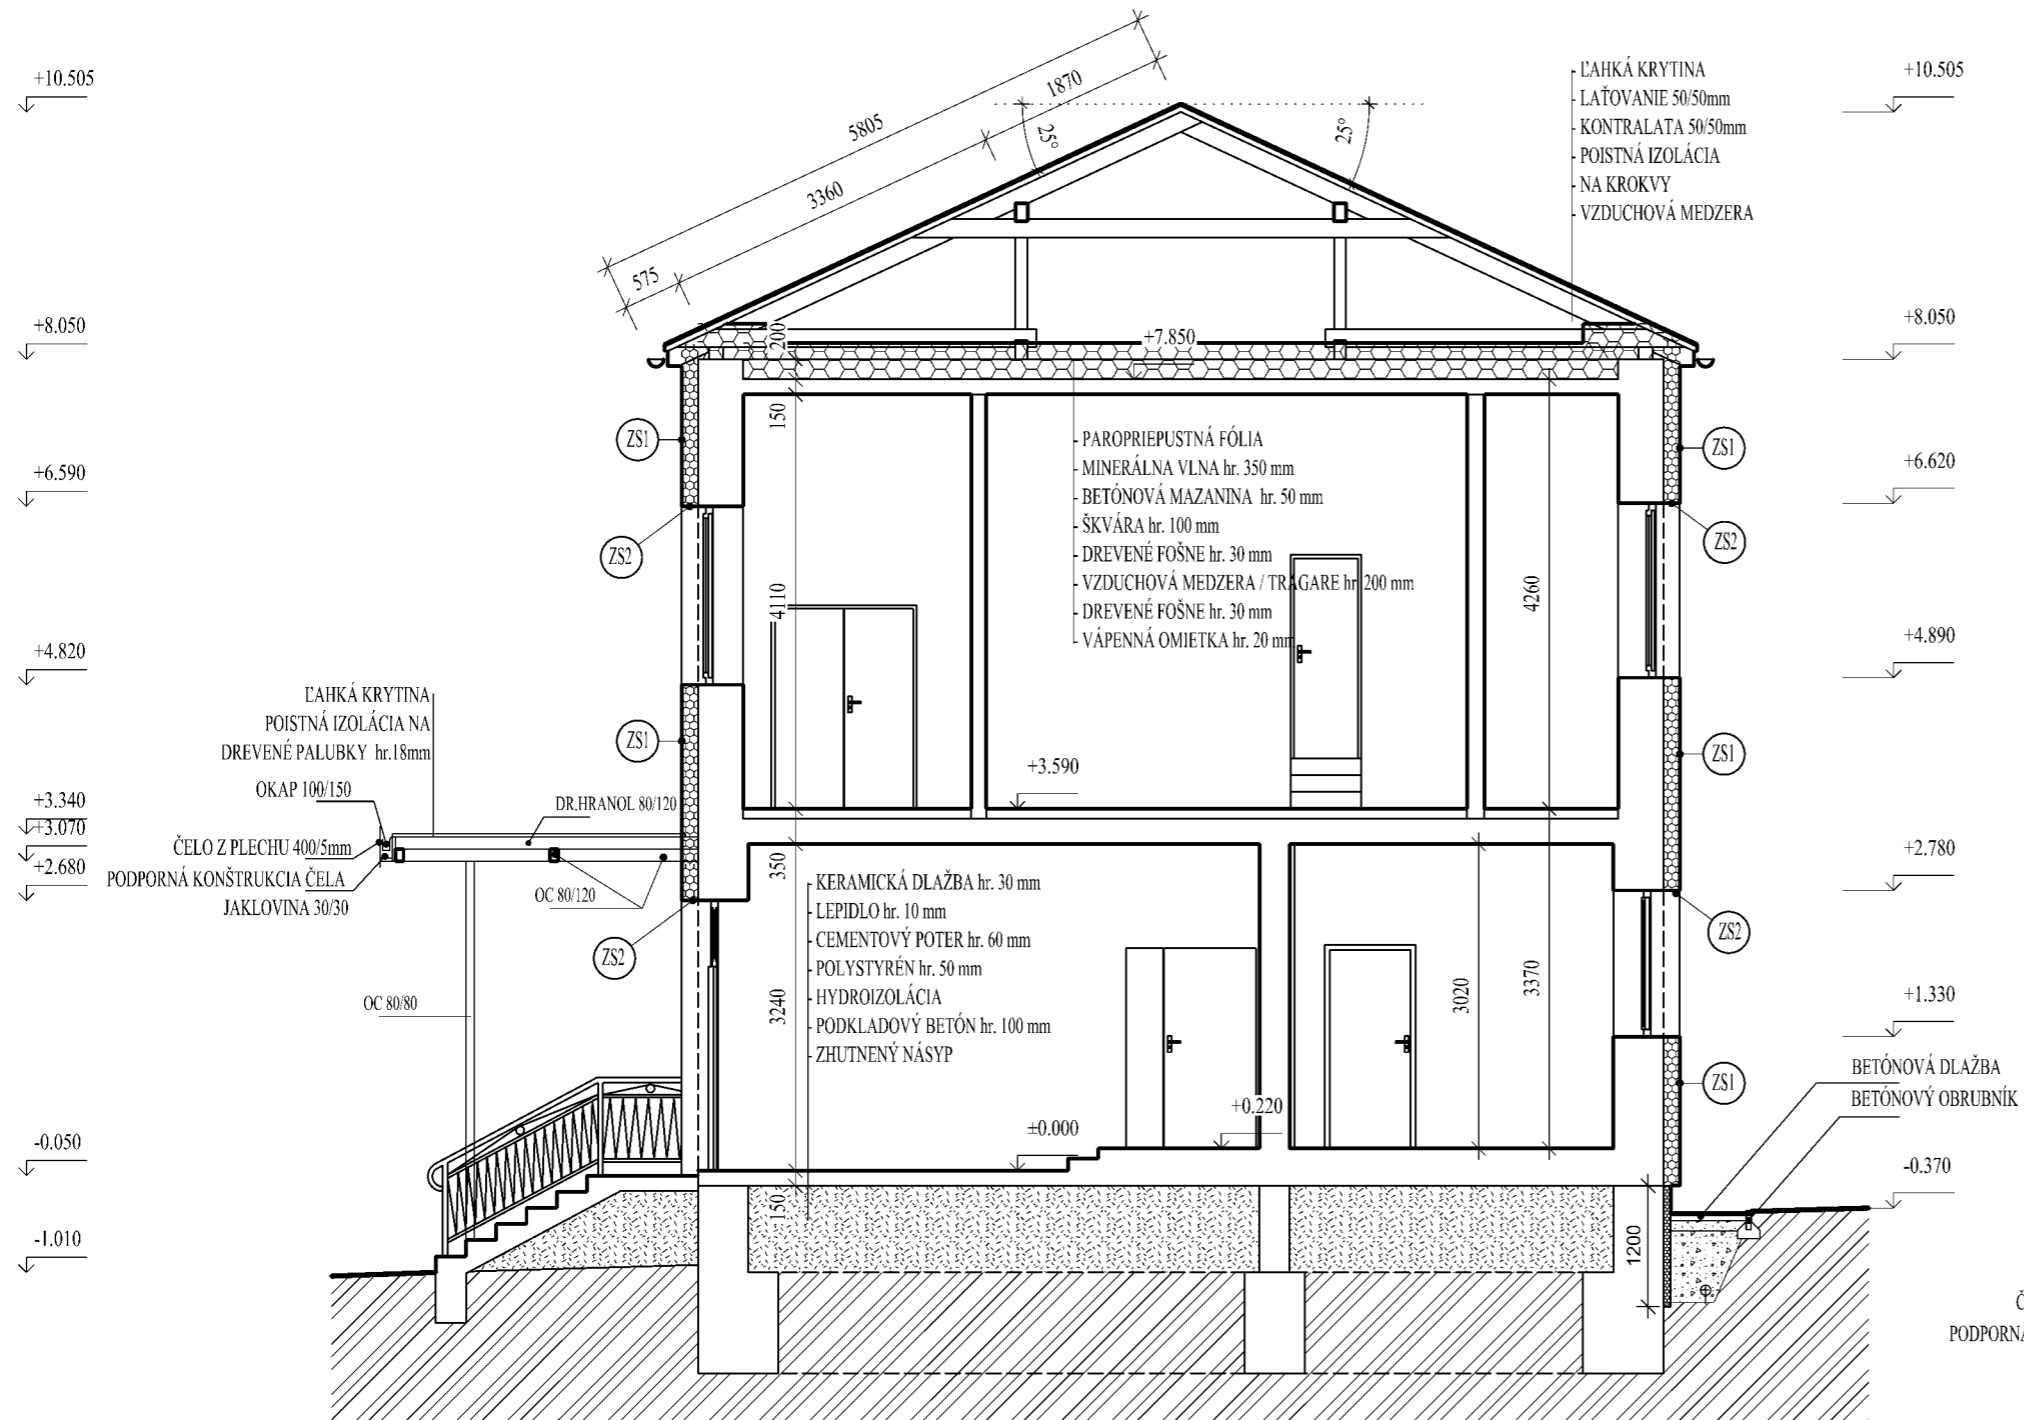 +10.505
+8.050
+6.590
+4.820
+3.340
+3.070
+2.680
-0.050
-1.010
5805
1870
3360
575
25°
25°
ĽAHKÁ KRYTINA
LAŤOVANIE 50/50mm
KONTRALATA 50/50mm
POISTNÁ IZOLÁCIA
NA KROKVY
VZDUCHOVÁ MEDZERA
+10.505
+8.050
+6.620
+4.890
+2.780
+1.330
-0.370
200
+7.850
150
ZS1
ZS2
ZS1
ZS2
ZS1
ZS2
ZS1
ZS2
ZS1
PAROPRIEPUSTNÁ FÓLIA
MINERÁLNA VLNA hr. 350 mm
BETÓNOVÁ MAZANINA hr. 50 mm
ŠKVÁRA hr. 100 mm
DREVENÉ FOŠNE hr. 30 mm
VZDUCHOVÁ MEDZERA / TRÁGARE hr. 200 mm
DREVENÉ FOŠNE hr. 30 mm
VÁPENNÁ OMIETKA hr. 20 mm
4110
4260
+3.590
ĽAHKÁ KRYTINA
POISTNÁ IZOLÁCIA NA
DREVENÉ PALUBKY hr.18mm
OKAP 100/150
DR.HRANOL 80/120
ČELO Z PLECHU 400/5mm
PODPORNÁ KONŠTRUKCIA ČELA
JAKLOVINA 30/30
OC 80/120
OC 80/80
350
KERAMICKÁ DLAŽBA hr. 30 mm
LEPIDLO hr. 10 mm
CEMENTOVÝ POTER hr. 60 mm
POLYSTYRÉN hr. 50 mm
HYDROIZOLÁCIA
PODKLADOVÝ BETÓN hr. 100 mm
ZHUTNENÝ NÁSYP
3240
3020
3370
±0.000
+0.220
150
1200
BETÓNOVÁ DLAŽBA
BETÓNOVÝ OBRUBNÍK
Č
PODPORNÁ